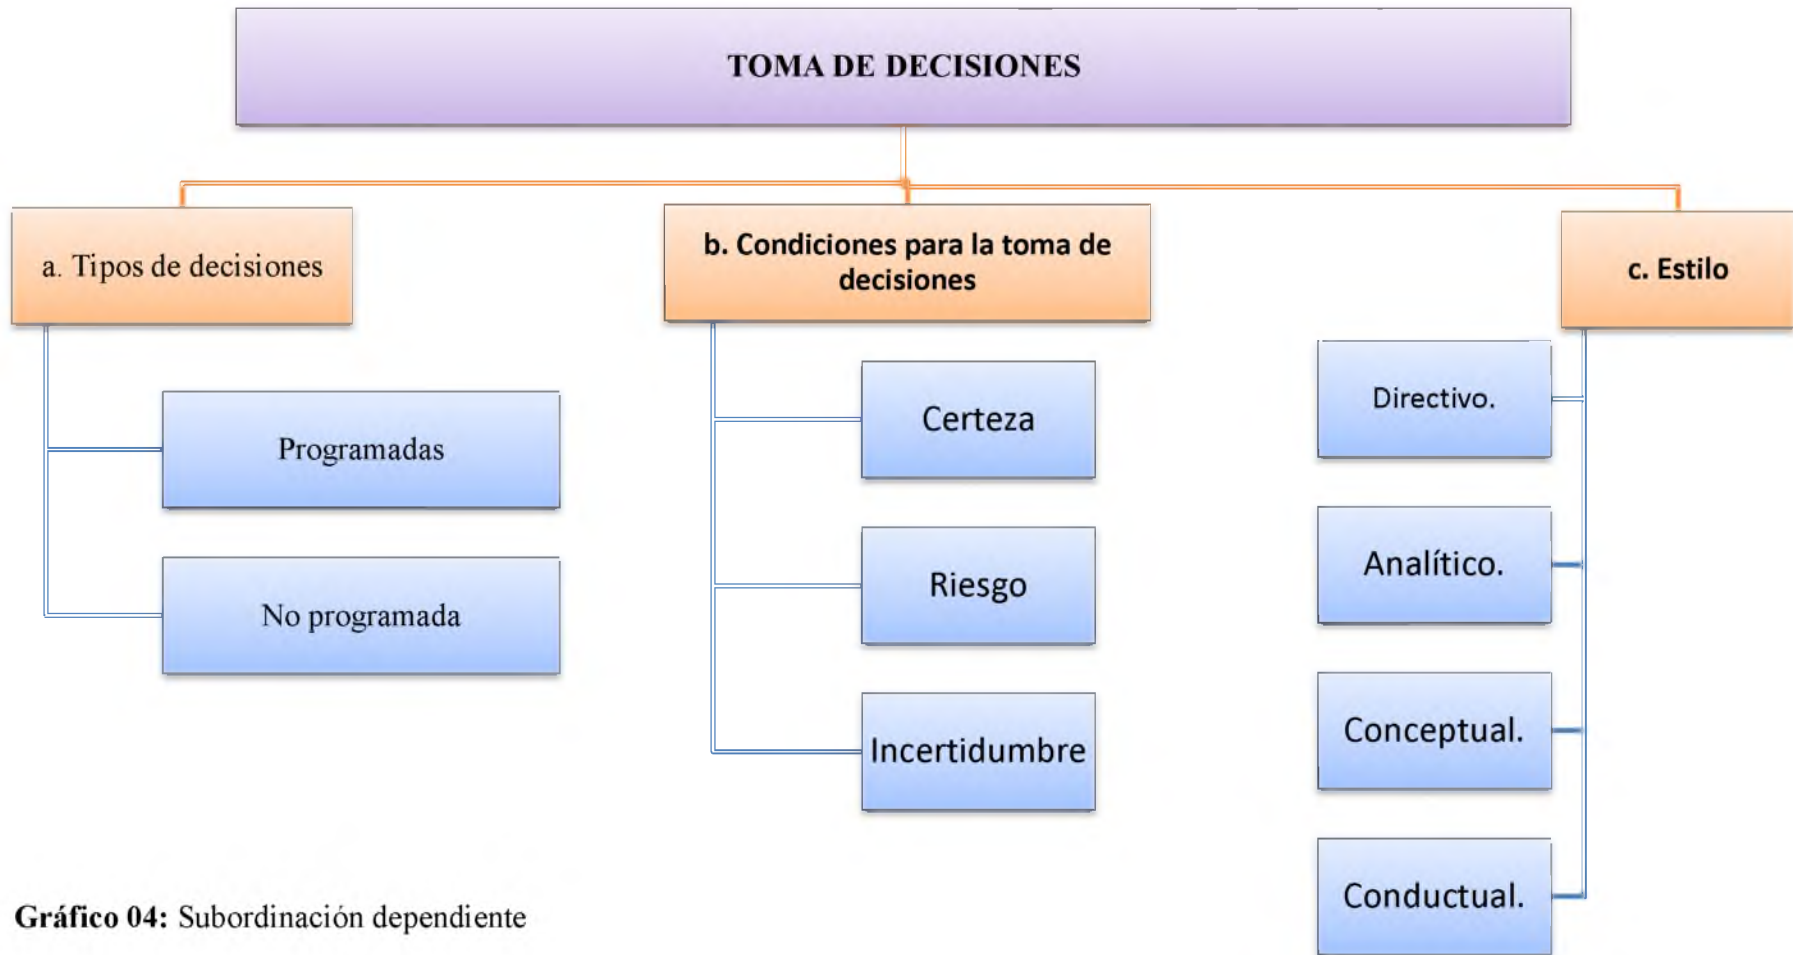 TOMA DE DECISIONES
a. Tipos de decisiones
Programadas
No programada
b. Condiciones para la toma de
decisiones
Certeza
Riesgo
Incertidumbre
c. Estilo
Directivo.
Analítico.
Conceptual.
Conductual.
Gráfico 04: Subordinación dependiente